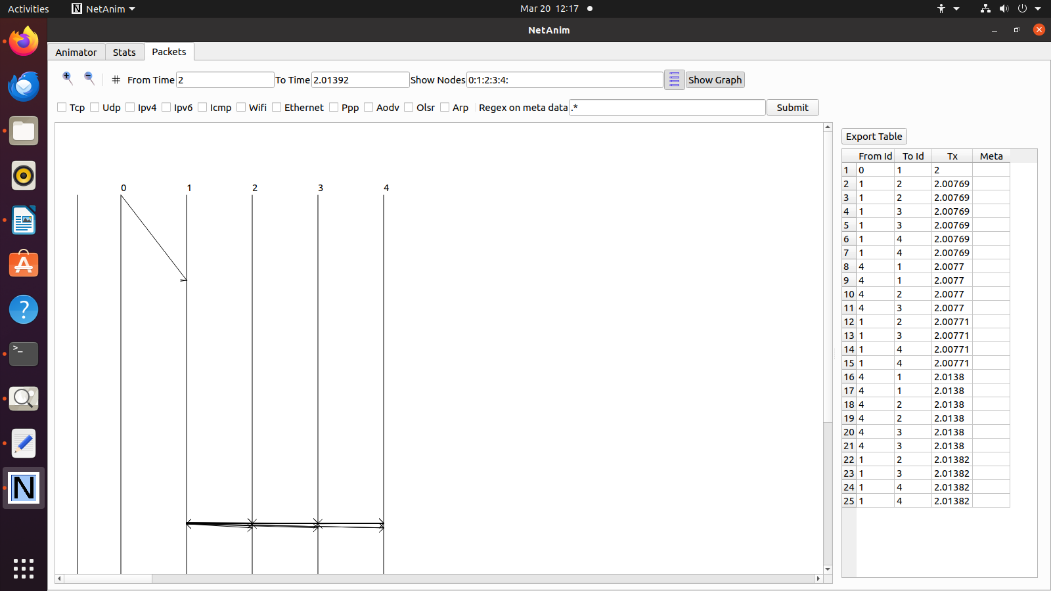 Activities NetAnim Mar 20 12:17
NetAnim
Animator Stats Packets
# From Time 2 To Time 2.01392 Show Nodes 0:1:2:3:4: Show Graph
Tcp Udp Ipv4 Ipv6 Icmp Wifi Ethernet Ppp Aodv Olsr Arp Regex on meta data .* Submit
Export Table
0 1 2 3 4
From Id To Id Tx Meta
1 0 1 2
2 1 2 2.00769
3 1 2 2.00769
4 1 3 2.00769
5 1 3 2.00769
6 1 4 2.00769
7 1 4 2.00769
8 4 1 2.0077
9 4 1 2.0077
10 4 2 2.0077
11 4 3 2.0077
12 1 2 2.00771
13 1 3 2.00771
14 1 4 2.00771
15 1 4 2.00771
16 4 1 2.0138
17 4 1 2.0138
18 4 2 2.0138
19 4 2 2.0138
20 4 3 2.0138
21 4 3 2.0138
22 1 2 2.01382
23 1 3 2.01382
24 1 4 2.01382
25 1 4 2.01382